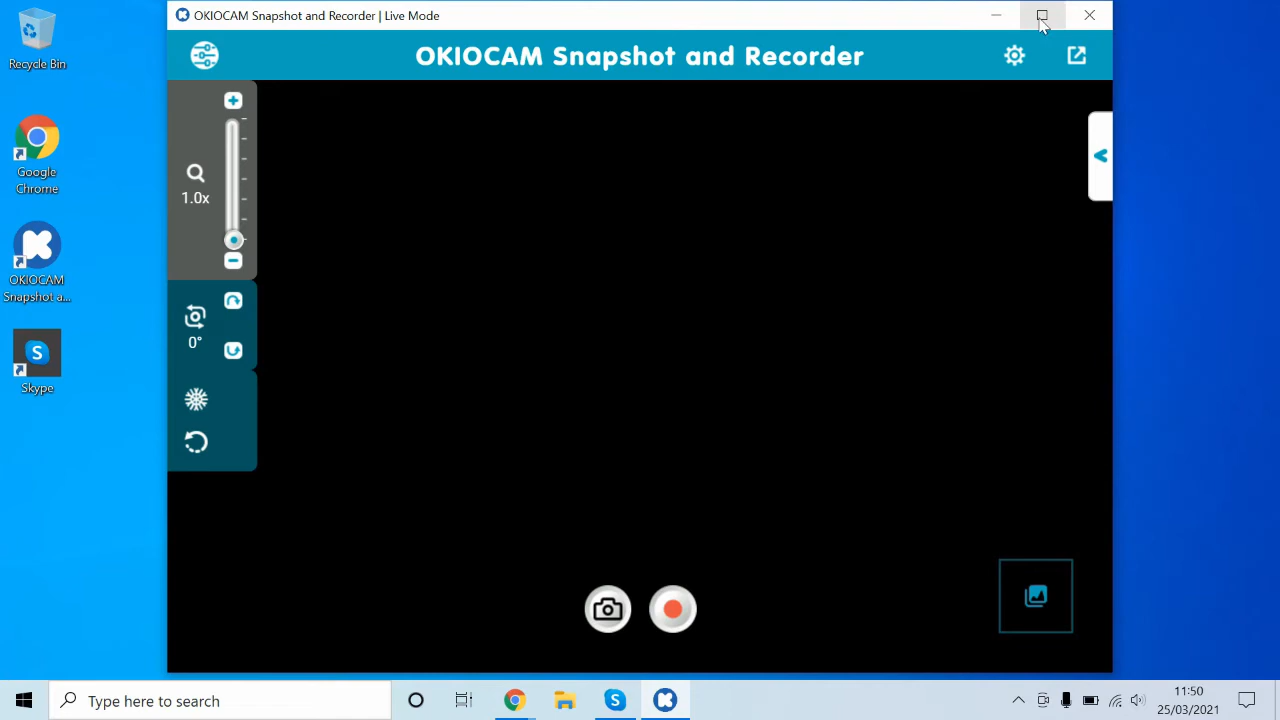 OKIOCAM Snapshot and Recorder | Live Mode
Recycle Bin
OKIOCAM Snapshot and Recorder
1.0x
Google
Chrome
OKIOCAM
Snapshot a...
0°
Skype
Type here to search
11:50
25/03/2021